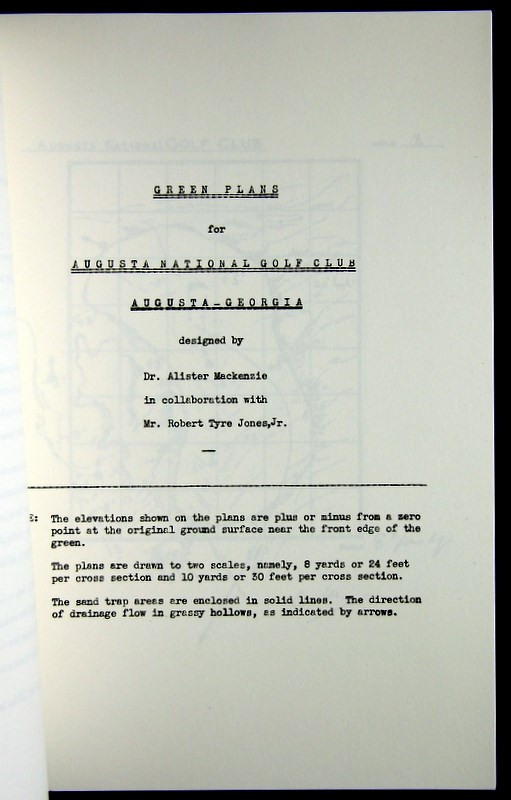 GREEN PLANS
for
AUGUSTA NATIONAL GOLF CLUB
AUGUSTA-GEORGIA
designed by
Dr. Alister Mackenzie
in collaboration with
Mr. Robert Tyre Jones,Jr.
E: The elevations shown on the plans are plus or minus from a zero
point at the original ground surface near the front edge of the
green.
The plans are drawn to two scales, namely, 8 yards or 24 feet
per cross section and 10 yards or 30 feet per cross section.
The sand trap areas are enclosed in solid lines. The direction
of drainage flow in grassy hollows, as indicated by arrows.